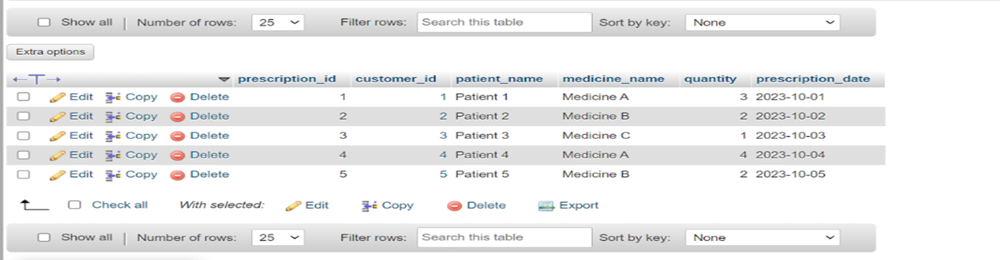 Show all | Number of rows: 25 Filter rows: Search this table Sort by key: None
Extra options
←T→ prescription_id customer_id patient_name medicine_name quantity prescription_date
Edit Copy Delete 1 1 Patient 1 Medicine A 3 2023-10-01
Edit Copy Delete 2 2 Patient 2 Medicine B 2 2023-10-02
Edit Copy Delete 3 3 Patient 3 Medicine C 1 2023-10-03
Edit Copy Delete 4 4 Patient 4 Medicine A 4 2023-10-04
Edit Copy Delete 5 5 Patient 5 Medicine B 2 2023-10-05
Check all With selected: Edit Copy Delete Export
Show all | Number of rows: 25 Filter rows: Search this table Sort by key: None